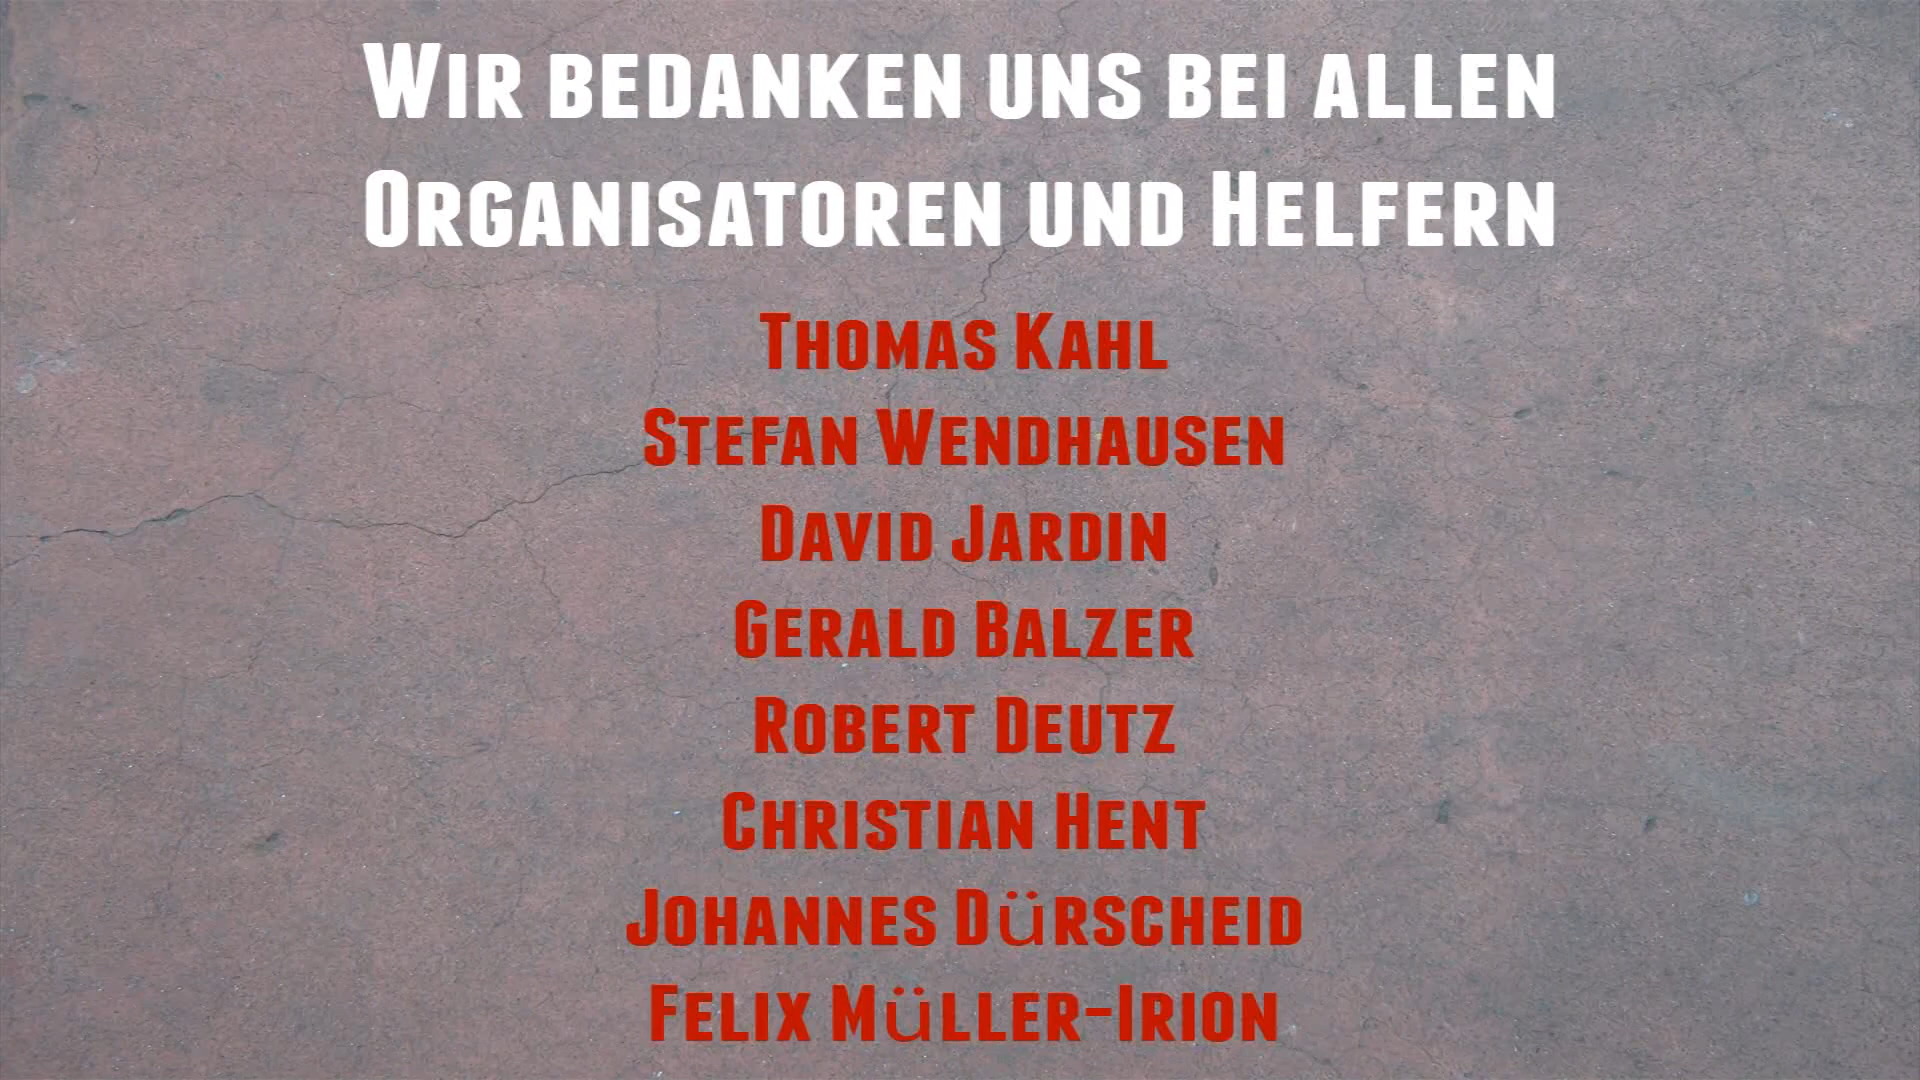 Wir bedanken uns bei allen
Organisatoren und Helfern
Thomas Kahl
Stefan Wendhausen
David Jardin
Gerald Balzer
Robert Deutz
Christian Hent
Johannes Dürscheid
Felix Müller-Irion